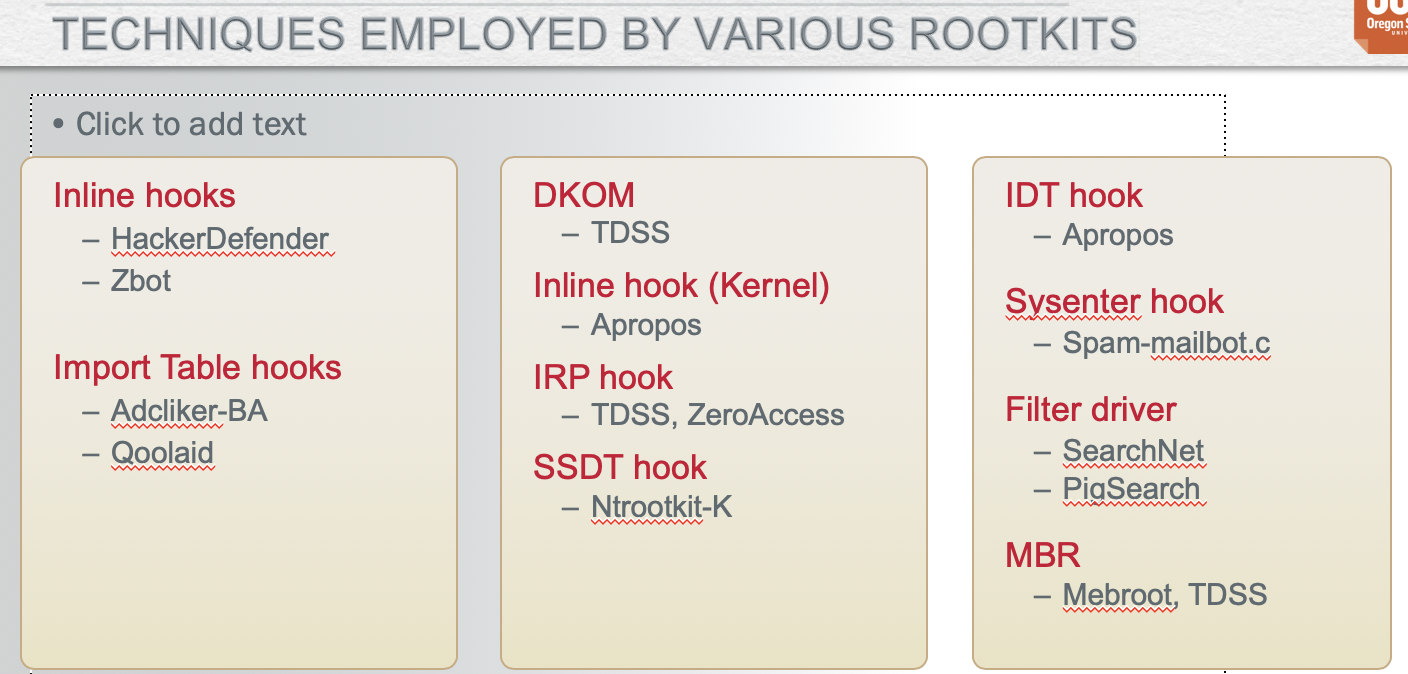 TECHNIQUES EMPLOYED BY VARIOUS ROOTKITS
Oregon S
UNIV
• Click to add text
Inline hooks
– HackerDefender
– Zbot
Import Table hooks
– Adcliker-BA
– Qoolaid
DKOM
– TDSS
Inline hook (Kernel)
– Apropos
IRP hook
– TDSS, ZeroAccess
SSDT hook
– Ntrootkit-K
IDT hook
– Apropos
Sysenter hook
– Spam-mailbot.c
Filter driver
– SearchNet
– PigSearch
MBR
– Mebroot, TDSS